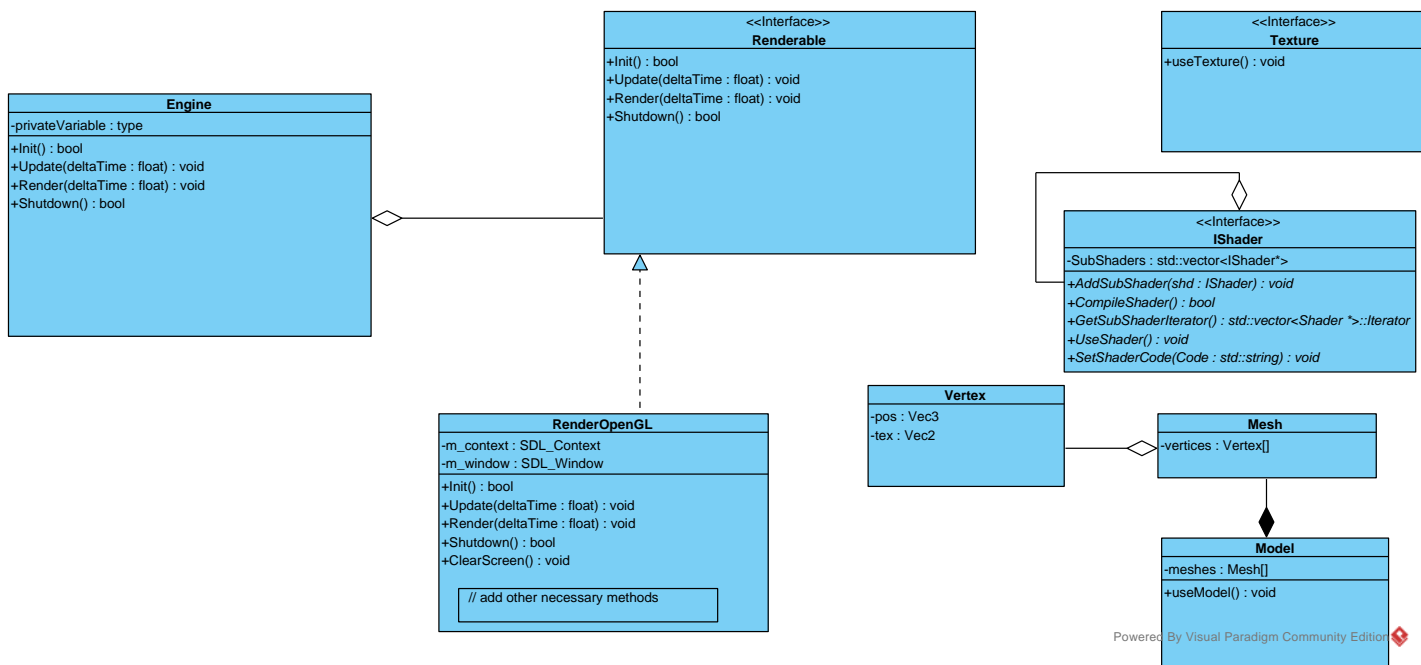 <<Interface>>
Renderable
+Init() : bool
+Update(deltaTime : float) : void
+Render(deltaTime : float) : void
+Shutdown() : bool
<<Interface>>
Texture
+useTexture() : void
Engine
-privateVariable : type
+Init() : bool
+Update(deltaTime : float) : void
+Render(deltaTime : float) : void
+Shutdown() : bool
<<Interface>>
IShader
-SubShaders : std::vector<IShader*>
+AddSubShader(shd : IShader) : void
+CompileShader() : bool
+GetSubShaderIterator() : std::vector<Shader *>::Iterator
+UseShader() : void
+SetShaderCode(Code : std::string) : void
Vertex
-pos : Vec3
-tex : Vec2
Mesh
-vertices : Vertex[]
RenderOpenGL
-m_context : SDL_Context
-m_window : SDL_Window
+Init() : bool
+Update(deltaTime : float) : void
+Render(deltaTime : float) : void
+Shutdown() : bool
+ClearScreen() : void
// add other necessary methods
Model
-meshes : Mesh[]
+useModel() : void
Powered By Visual Paradigm Community Edition